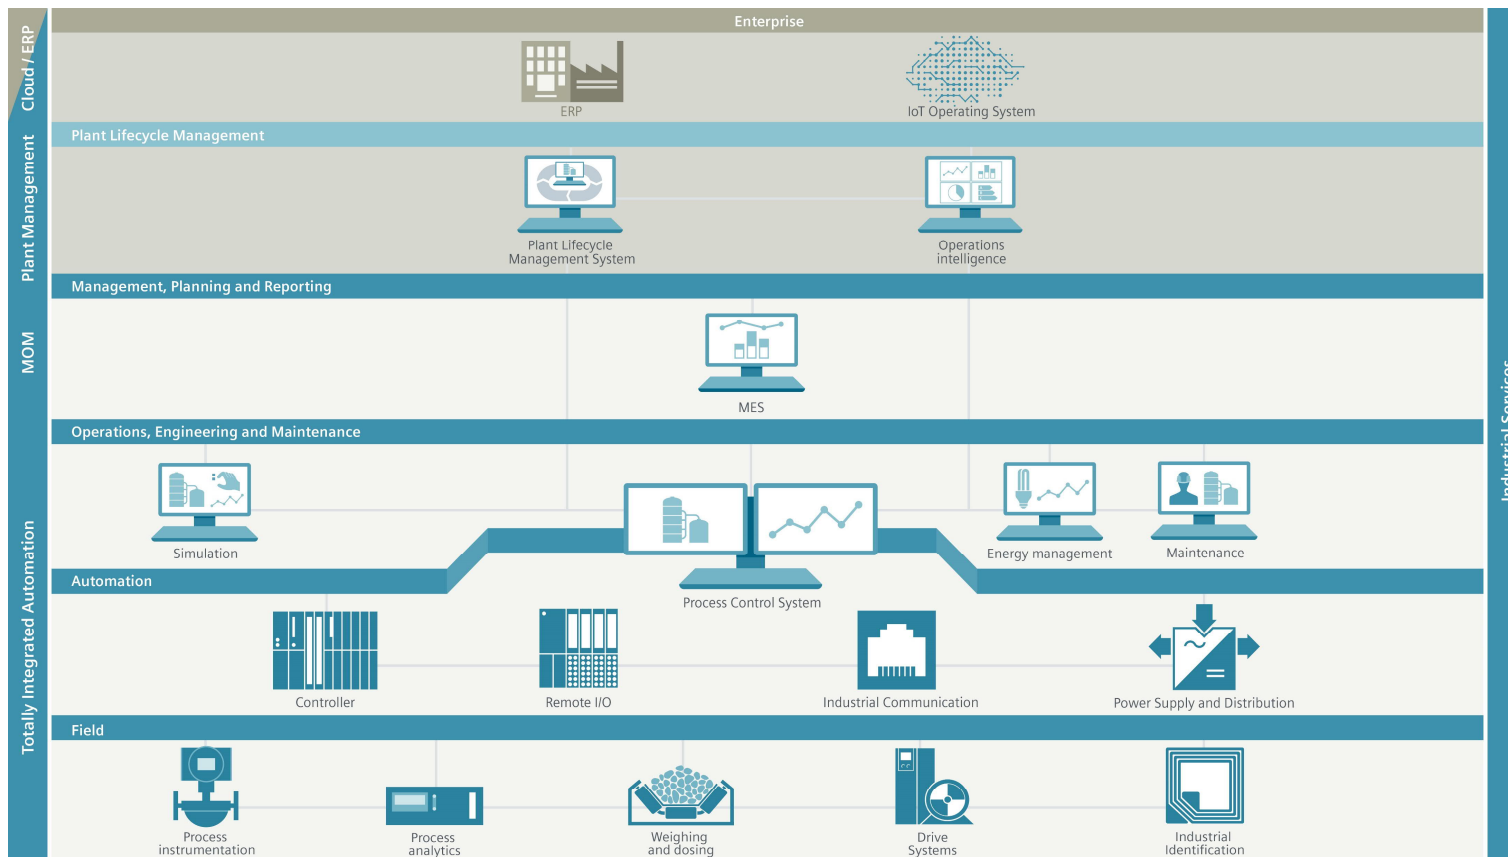 Enterprise
Cloud / ERP
ERP
IoT Operating System
Plant Lifecycle Management
Plant Management
Plant Lifecycle
Management System
Operations
intelligence
Management, Planning and Reporting
MOM
MES
Operations, Engineering and Maintenance
Simulation
Process Control System
Energy management
Maintenance
Totally Integrated Automation
Automation
Controller
Remote I/O
Industrial Communication
Power Supply and Distribution
Field
Process
instrumentation
Process
analytics
Weighing
and dosing
Drive
Systems
Industrial
Identification
Industrial Services